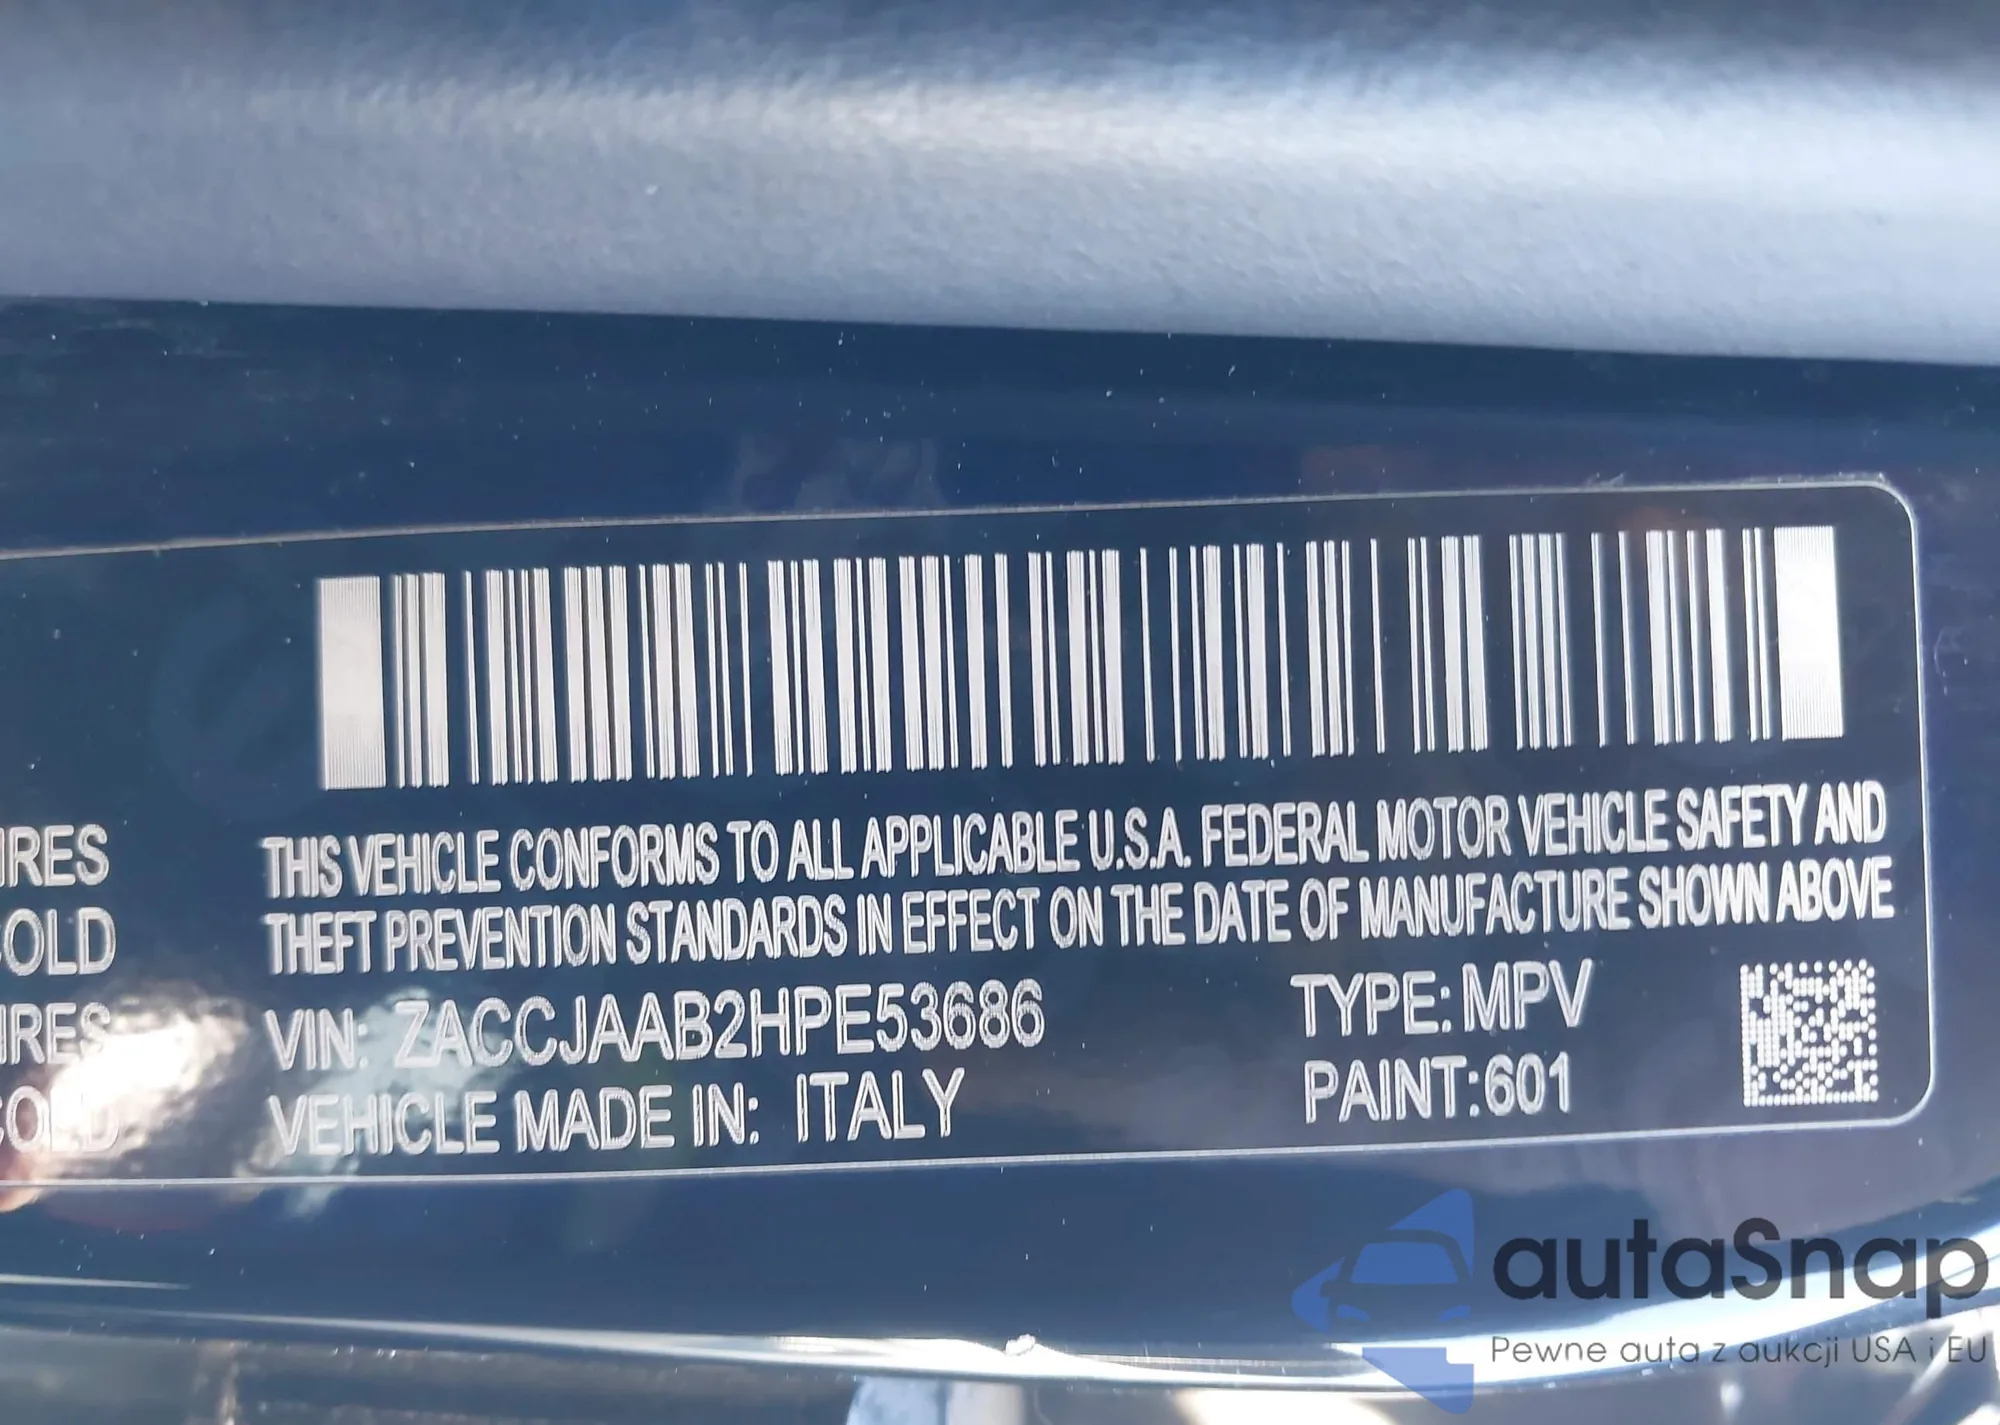 THIS VEHICLE CONFORMS TO ALL APPLICABLE U.S.A. FEDERAL MOTOR VEHICLE SAFETY AND
THEFT PREVENTION STANDARDS IN EFFECT ON THE DATE OF MANUFACTURE SHOWN ABOVE
VIN: ZACCJAAB2HPE53686
TYPE: MPV
VEHICLE MADE IN: ITALY
PAINT:601
IRES
OLD
IRES
COLD
autaSnap
Pewne auta z aukcji USA i EU